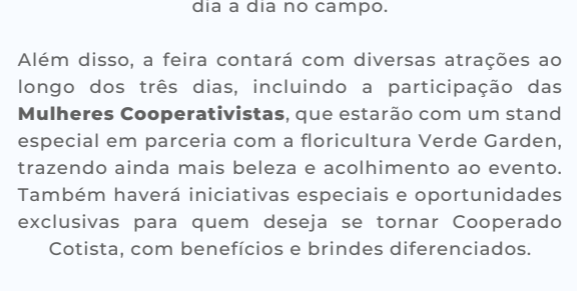 dia a dia no campo.
Além disso, a feira contará com diversas atrações ao
longo dos três dias, incluindo a participação das
Mulheres Cooperativistas, que estarão com um stand
especial em parceria com a floricultura Verde Garden,
trazendo ainda mais beleza e acolhimento ao evento.
Também haverá iniciativas especiais e oportunidades
exclusivas para quem deseja se tornar Cooperado
Cotista, com benefícios e brindes diferenciados.